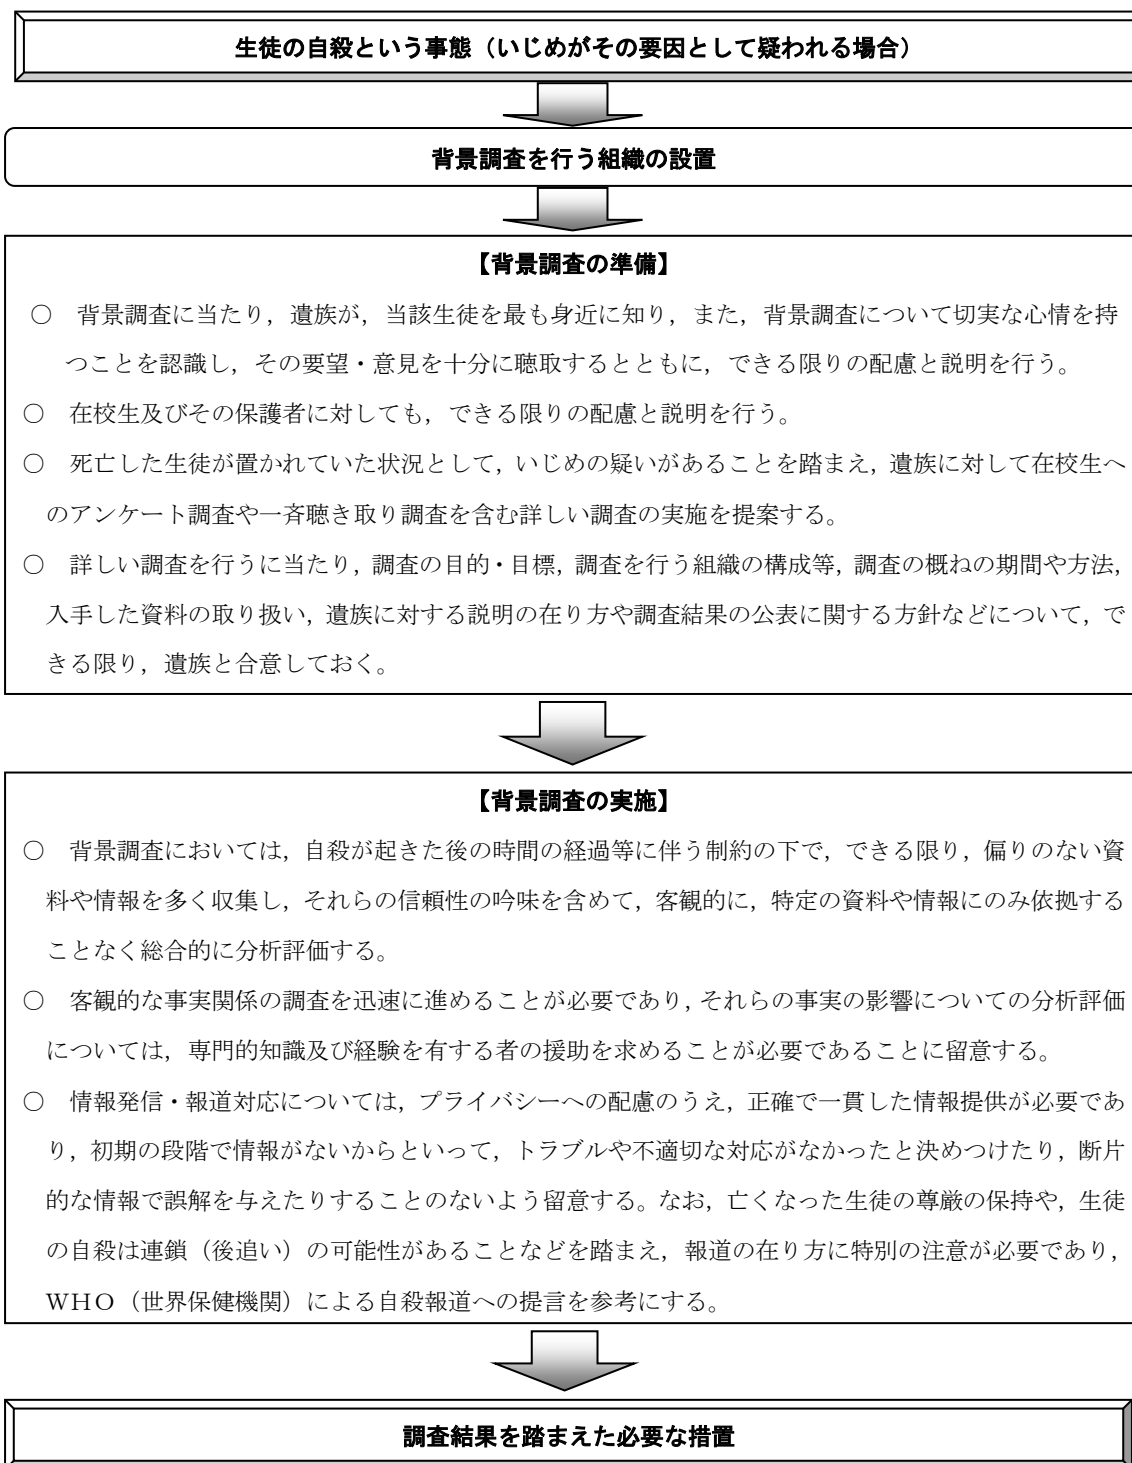 生徒の自殺という事態（いじめがその要因として疑われる場合）
背景調査を行う組織の設置
【背景調査の準備】
○　背景調査に当たり，遺族が，当該生徒を最も身近に知り，また，背景調査について切実な心情を持
つことを認識し，その要望・意見を十分に聴取するとともに，できる限りの配慮と説明を行う。
○　在校生及びその保護者に対しても，できる限りの配慮と説明を行う。
○　死亡した生徒が置かれていた状況として，いじめの疑いがあることを踏まえ，遺族に対して在校生へ
のアンケート調査や一斉聴き取り調査を含む詳しい調査の実施を提案する。
○　詳しい調査を行うに当たり，調査の目的・目標，調査を行う組織の構成等，調査の概ねの期間や方法，
入手した資料の取り扱い，遺族に対する説明の在り方や調査結果の公表に関する方針などについて，で
きる限り，遺族と合意しておく。
【背景調査の実施】
○　背景調査においては，自殺が起きた後の時間の経過等に伴う制約の下で，できる限り，偏りのない資
料や情報を多く収集し，それらの信頼性の吟味を含めて，客観的に，特定の資料や情報にのみ依拠する
ことなく総合的に分析評価する。
○　客観的な事実関係の調査を迅速に進めることが必要であり，それらの事実の影響についての分析評価
については，専門的知識及び経験を有する者の援助を求めることが必要であることに留意する。
○　情報発信・報道対応については，プライバシーへの配慮のうえ，正確で一貫した情報提供が必要であ
り，初期の段階で情報がないからといって，トラブルや不適切な対応がなかったと決めつけたり，断片
的な情報で誤解を与えたりすることのないよう留意する。なお，亡くなった生徒の尊厳の保持や，生徒
の自殺は連鎖（後追い）の可能性があることなどを踏まえ，報道の在り方に特別の注意が必要であり，
ＷＨＯ（世界保健機関）による自殺報道への提言を参考にする。
調査結果を踏まえた必要な措置